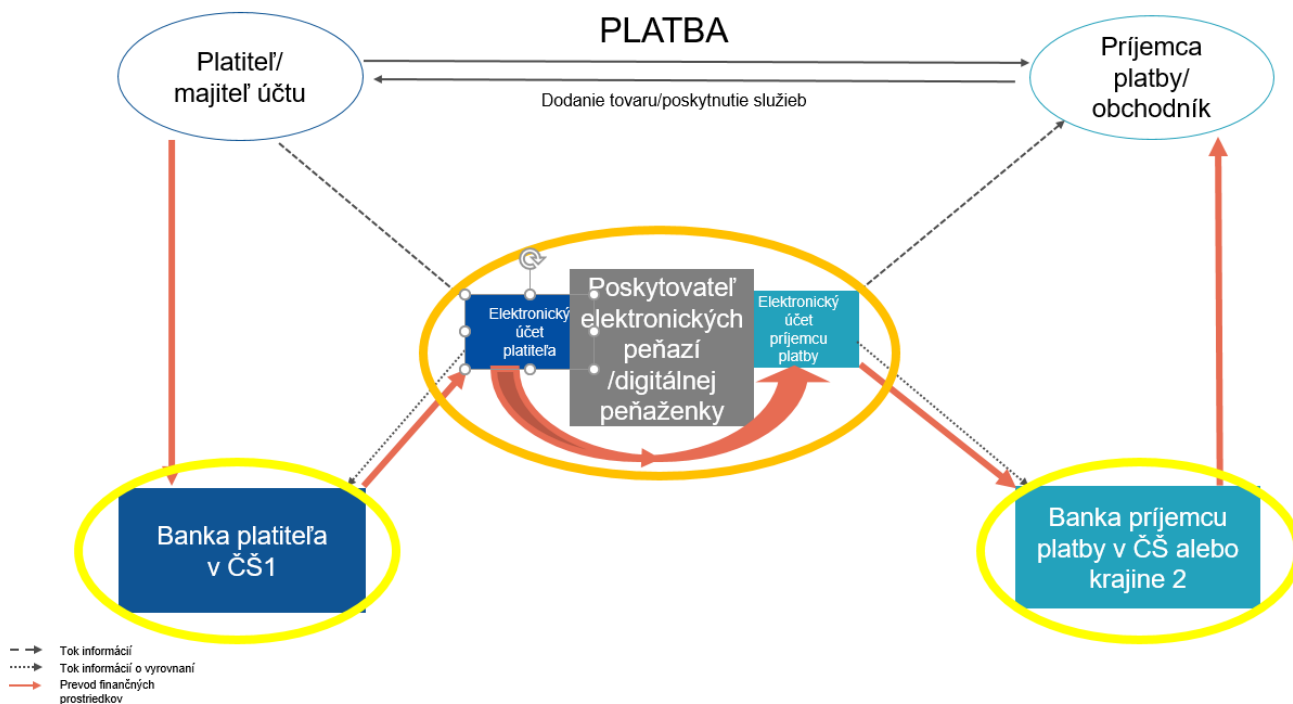 PLATBA
Platiteľ/
majiteľ účtu
Príjemca
platby/
obchodník
Dodanie tovaru/poskytnutie služieb
Elektronický
účet
platiteľa
Poskytovateľ
elektronických
peňazí
/digitálnej
peňaženky
Elektronický
účet
príjemcu
platby
Banka platiteľa
v ČŠ1
Banka príjemcu
platby v ČŠ alebo
krajine 2
Tok informácií
Tok informácií o vyrovnaní
Prevod finančných
prostriedkov